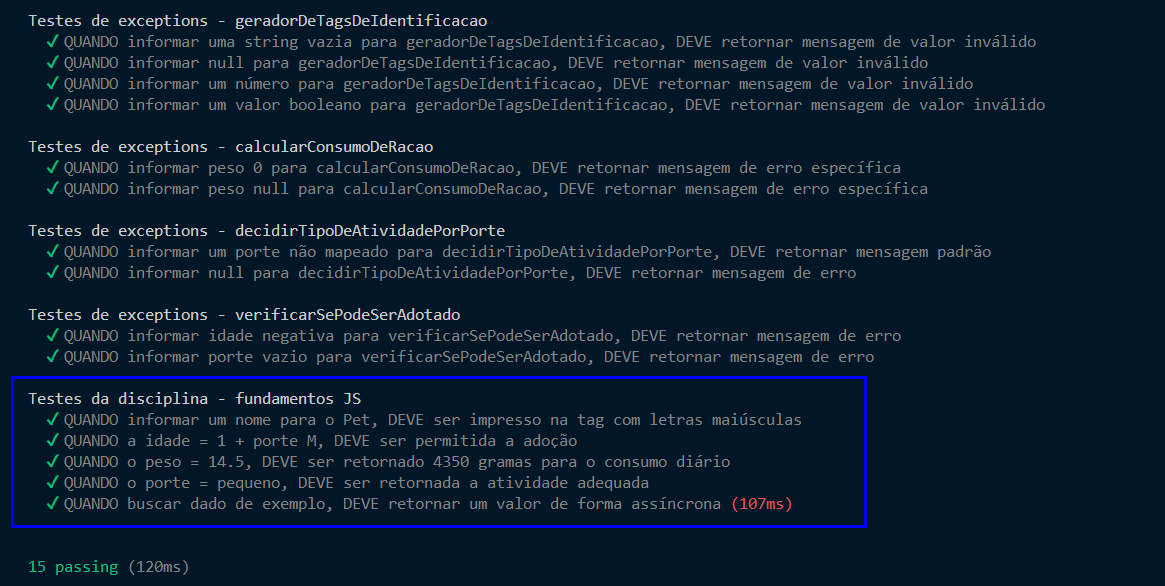 Testes de exceptions - geradorDeTagsDeIdentificacao
✓ QUANDO informar uma string vazia para geradorDeTagsDeIdentificacao, DEVE retornar mensagem de valor inválido
✓ QUANDO informar null para geradorDeTagsDeIdentificacao, DEVE retornar mensagem de valor inválido
✓ QUANDO informar um número para geradorDeTagsDeIdentificacao, DEVE retornar mensagem de valor inválido
✓ QUANDO informar um valor booleano para geradorDeTagsDeIdentificacao, DEVE retornar mensagem de valor inválido
Testes de exceptions - calcularConsumoDeRacao
✓ QUANDO informar peso 0 para calcularConsumoDeRacao, DEVE retornar mensagem de erro específica
✓ QUANDO informar peso null para calcularConsumoDeRacao, DEVE retornar mensagem de erro específica
Testes de exceptions - decidirTipoDeAtividadePorPorte
✓ QUANDO informar um porte não mapeado para decidirTipoDeAtividadePorPorte, DEVE retornar mensagem padrão
✓ QUANDO informar null para decidirTipoDeAtividadePorPorte, DEVE retornar mensagem de erro
Testes de exceptions - verificarSePodeSerAdotado
✓ QUANDO informar idade negativa para verificarSePodeSerAdotado, DEVE retornar mensagem de erro
✓ QUANDO informar porte vazio para verificarSePodeSerAdotado, DEVE retornar mensagem de erro
Testes da disciplina - fundamentos JS
✓ QUANDO informar um nome para o Pet, DEVE ser impresso na tag com letras maiúsculas
✓ QUANDO a idade = 1 + porte M, DEVE ser permitida a adoção
✓ QUANDO o peso = 14.5, DEVE ser retornado 4350 gramas para o consumo diário
✓ QUANDO o porte = pequeno, DEVE ser retornada a atividade adequada
✓ QUANDO buscar dado de exemplo, DEVE retornar um valor de forma assíncrona (107ms)
15 passing (120ms)